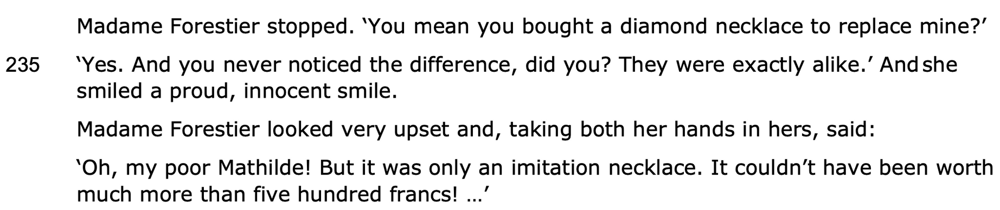 Madame Forestier stopped. ‘You mean you bought a diamond necklace to replace mine?’
235 ‘Yes. And you never noticed the difference, did you? They were exactly alike.’ And she
smiled a proud, innocent smile.
Madame Forestier looked very upset and, taking both her hands in hers, said:
‘Oh, my poor Mathilde! But it was only an imitation necklace. It couldn’t have been worth
much more than five hundred francs! …’